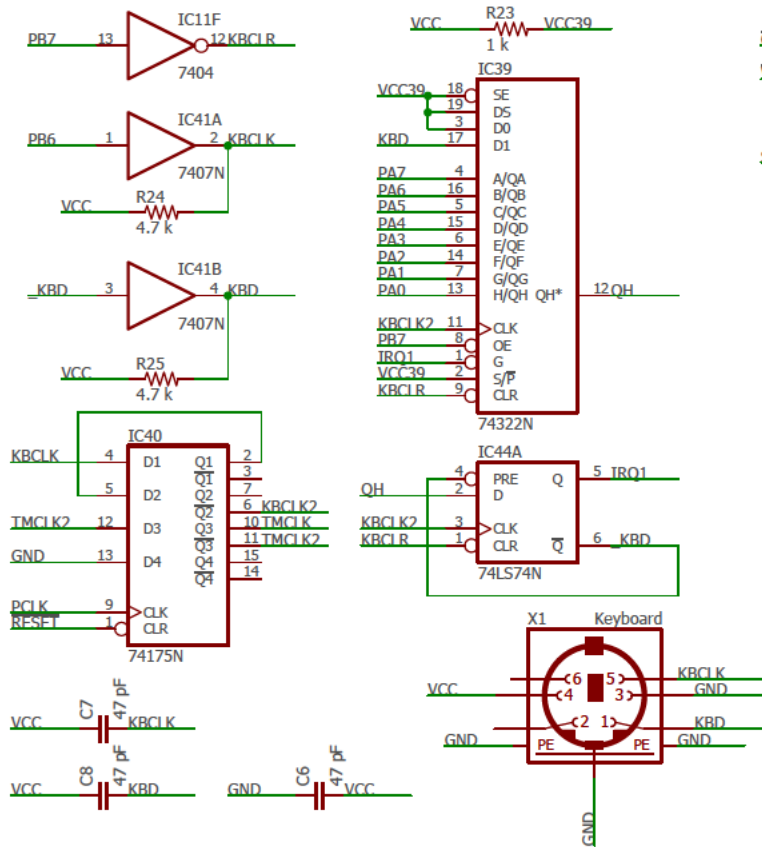 IC11F
PB7 13 12 KBCLR
7404
IC41A
PB6 1 2 KBCLK
7407N
VCC R24
4.7 k
IC41B
_KBD 3 4 KBD
7407N
VCC R25
4.7 k
R23
VCC VCC39
1 k
IC39
VCC39 18 SE
19 DS
3 D0
KBD 17 D1
PA7 4 A/QA
PA6 16 B/QB
PA5 5 C/QC
PA4 15 D/QD
PA3 6 E/QE
PA2 14 F/QF
PA1 7 G/QG
PA0 13 H/QH QH* 12 QH
KBCLK2 11 CLK
PB7 8 OE
IRQ1 1 G
VCC39 2 S/P
KBCLR 9 CLR
74322N
IC40
KBCLK 4 D1 Q1 2
Q1 3
5 D2 Q2 7
Q2 6 KBCLK2
TMCLK2 12 D3 Q3 10 TMCLK
Q3 11 TMCLK2
GND 13 D4 Q4 15
Q4 14
PCLK 9 CLK
RESET 1 CLR
74175N
IC44A
4 PRE Q 5 IRQ1
QH 2 D
KBCLK2 3 CLK
KBCLR 1 CLR Q 6 _KBD
74LS74N
X1 Keyboard
6 5 KBCLK
VCC 4 3 GND
2 1 KBD
GND PE PE GND
GND
VCC C7 47 pF KBCLK
VCC C8 47 pF KBD
GND C6 47 pF VCC